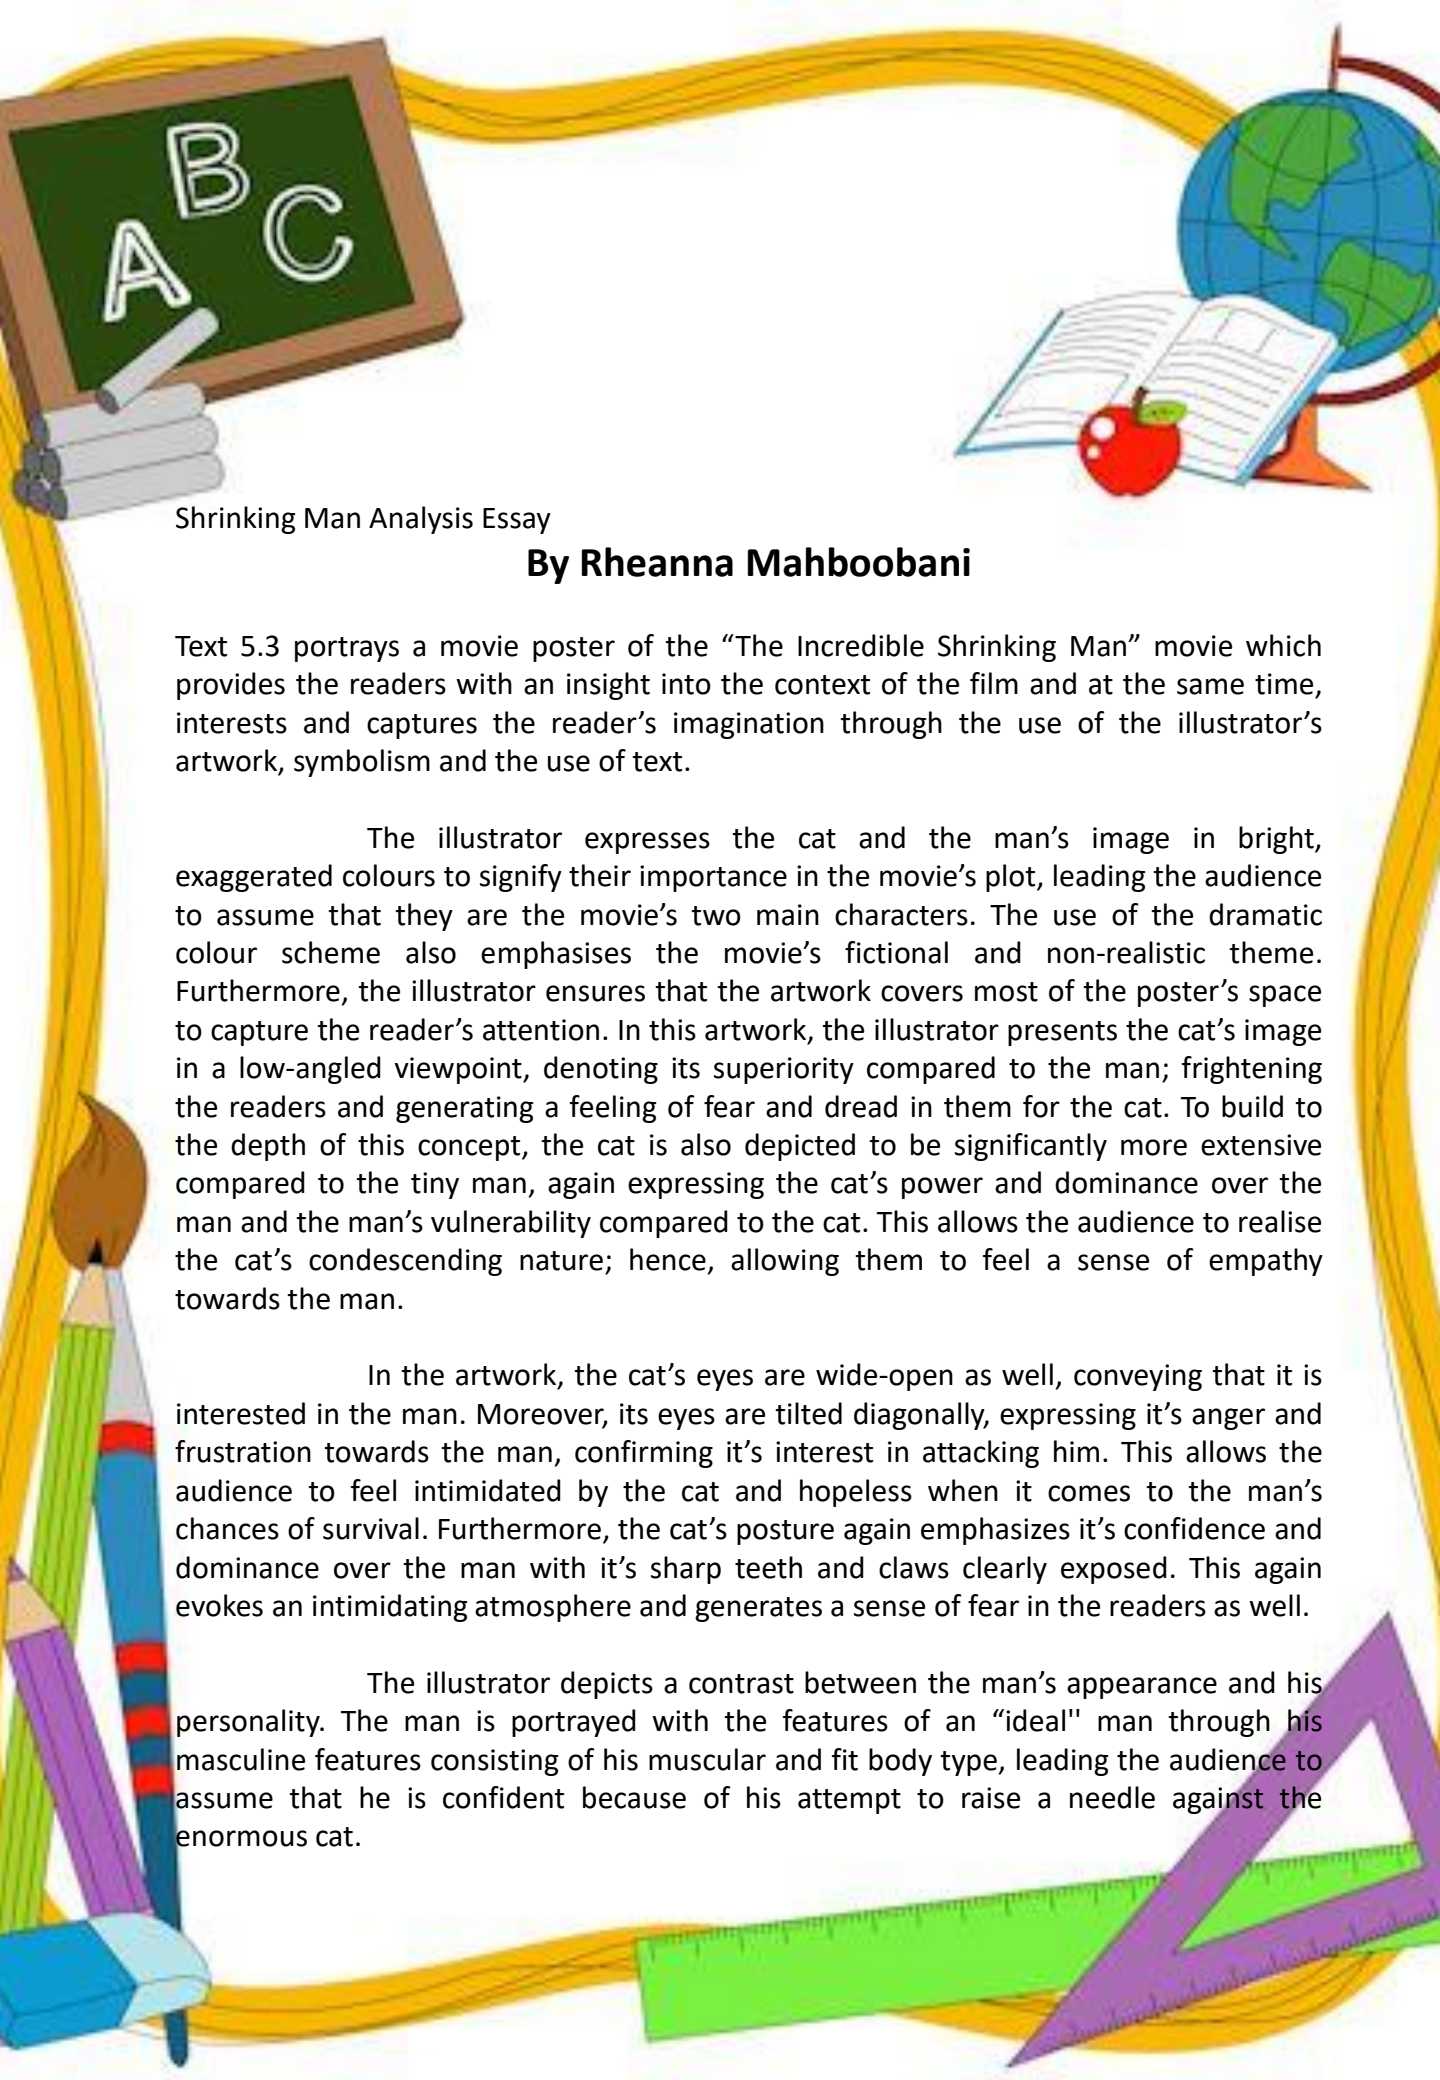 B
A C
Shrinking Man Analysis Essay
By Rheanna Mahboobani
Text 5.3 portrays a movie poster of the “The Incredible Shrinking Man” movie which
provides the readers with an insight into the context of the film and at the same time,
interests and captures the reader’s imagination through the use of the illustrator’s
artwork, symbolism and the use of text.
The illustrator expresses the cat and the man’s image in bright,
exaggerated colours to signify their importance in the movie’s plot, leading the audience
to assume that they are the movie’s two main characters. The use of the dramatic
colour scheme also emphasises the movie’s fictional and non-realistic theme.
Furthermore, the illustrator ensures that the artwork covers most of the poster’s space
to capture the reader’s attention. In this artwork, the illustrator presents the cat’s image
in a low-angled viewpoint, denoting its superiority compared to the man; frightening
the readers and generating a feeling of fear and dread in them for the cat. To build to
the depth of this concept, the cat is also depicted to be significantly more extensive
compared to the tiny man, again expressing the cat’s power and dominance over the
man and the man’s vulnerability compared to the cat. This allows the audience to realise
the cat’s condescending nature; hence, allowing them to feel a sense of empathy
towards the man.
In the artwork, the cat’s eyes are wide-open as well, conveying that it is
interested in the man. Moreover, its eyes are tilted diagonally, expressing it’s anger and
frustration towards the man, confirming it’s interest in attacking him. This allows the
audience to feel intimidated by the cat and hopeless when it comes to the man’s
chances of survival. Furthermore, the cat’s posture again emphasizes it’s confidence and
dominance over the man with it’s sharp teeth and claws clearly exposed. This again
evokes an intimidating atmosphere and generates a sense of fear in the readers as well.
The illustrator depicts a contrast between the man’s appearance and his
personality. The man is portrayed with the features of an “ideal'' man through his
masculine features consisting of his muscular and fit body type, leading the audience to
assume that he is confident because of his attempt to raise a needle against the
enormous cat.